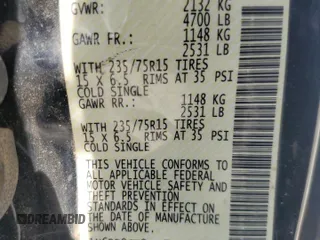 GVWR: 2132 KG
4700 LB
GAWR FR.: 1148 KG
2531 LB
WITH 235/75R15 TIRES
15 X 6.5 RIMS AT 35 PSI
COLD SINGLE
GAWR RR.: 1148 KG
2531 LB
WITH 235/75R15 TIRES
15 X 6.5 RIMS AT 35 PSI
COLD SINGLE
THIS VEHICLE CONFORMS TO
ALL APPLICABLE FEDERAL
MOTOR VEHICLE SAFETY AND
THEFT PREVENTION
STANDARDS IN EFFECT ON
THE DATE OF MANUFACTURE
SHOWN ABOVE.
DREAMBID